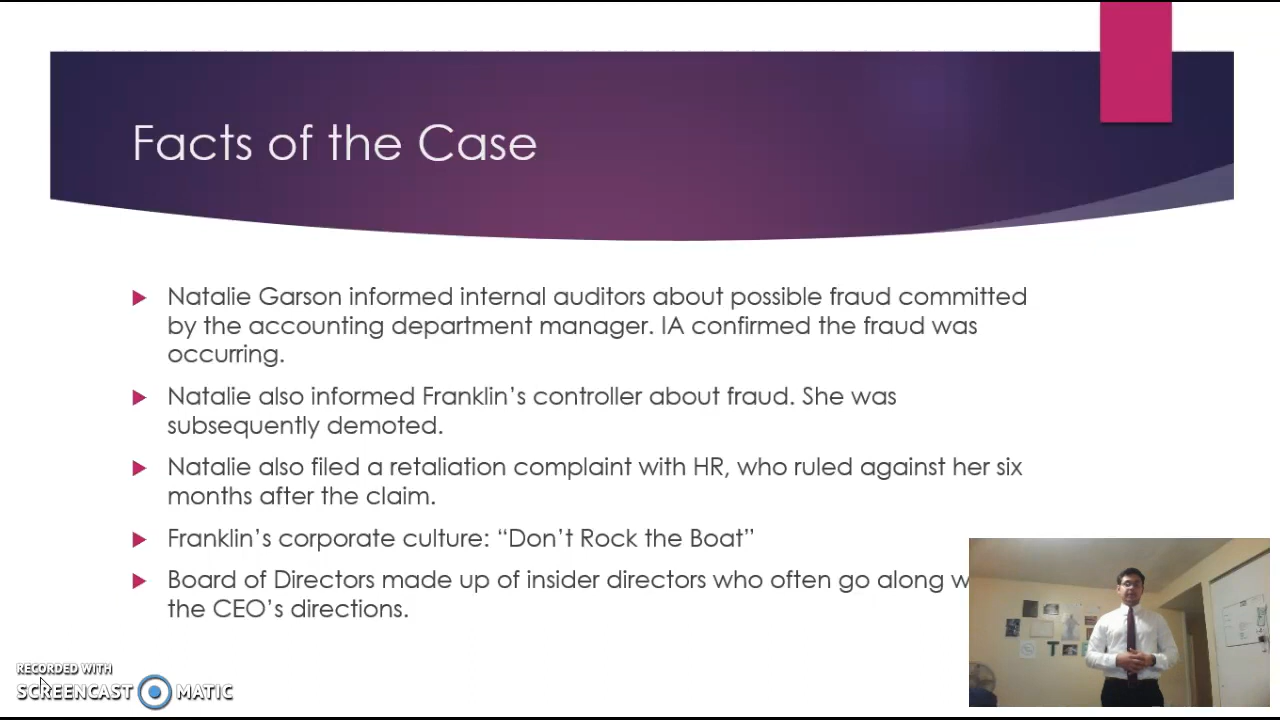 Facts of the Case
Natalie Garson informed internal auditors about possible fraud committed
by the accounting department manager. IA confirmed the fraud was
occurring.
Natalie also informed Franklin’s controller about fraud. She was
subsequently demoted.
Natalie also filed a retaliation complaint with HR, who ruled against her six
months after the claim.
Franklin’s corporate culture: “Don’t Rock the Boat”
Board of Directors made up of insider directors who often go along
the CEO’s directions.
RECORDED WITH
SCREENCAST MATIC